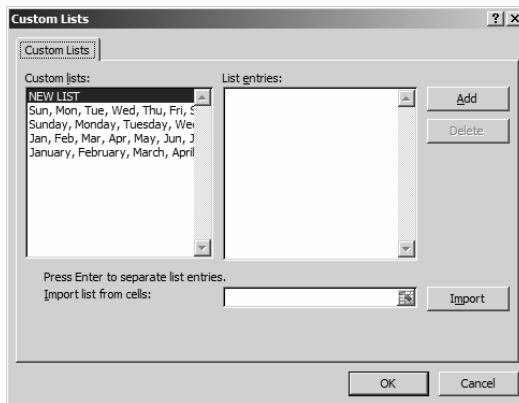 Custom Lists
Custom Lists
Custom lists:
List entries:
NEW LIST
Sun, Mon, Tue, Wed, Thu, Fri, S
Sunday, Monday, Tuesday, Wed
Jan, Feb, Mar, Apr, May, Jun, J
January, February, March, April
Add
Delete
Press Enter to separate list entries.
Import list from cells:
Import
OK
Cancel